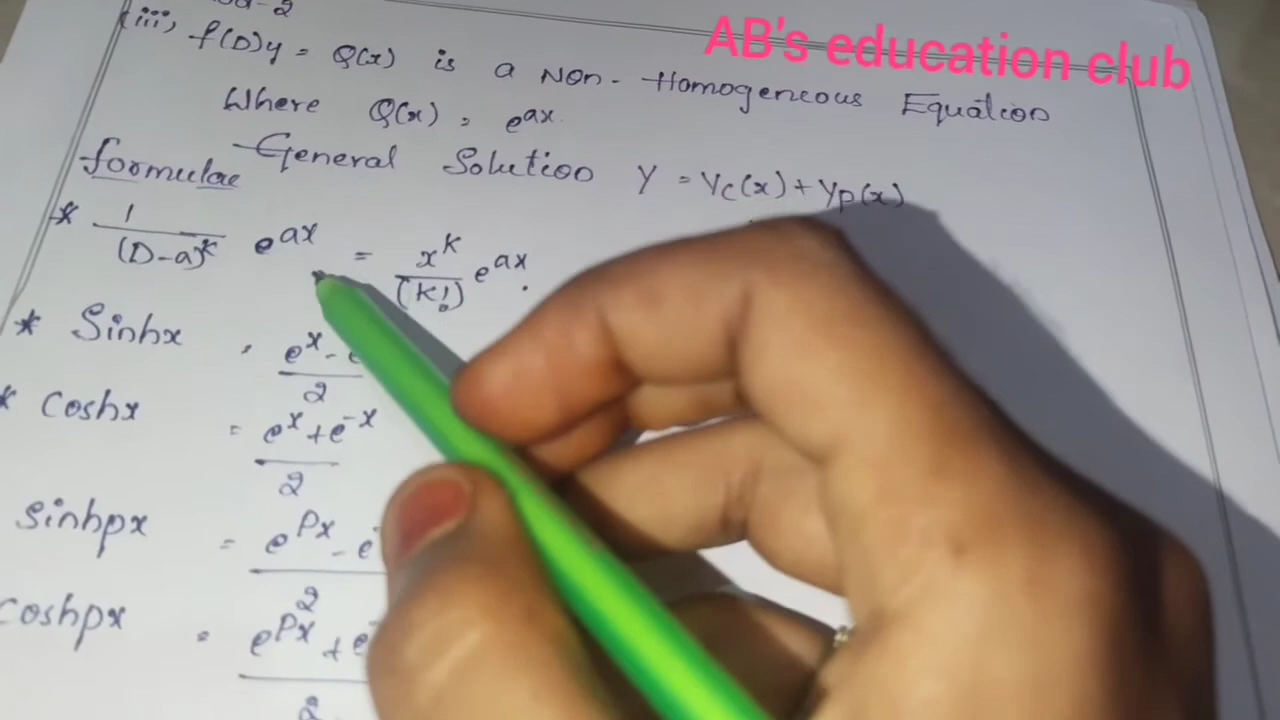 AB's education club
(iii) f(D)y = Q(x) is a Non-Homogeneous Equation
Where Q(x) = e^ax
General Solution Y = Yc(x) + Yp(x)
formulae
* 1/(D-a)^k e^ax = x^k/(k!) e^ax.
* Sinhx = e^x - e /2
* Coshx = e^x + e^-x /2
sinhpx = e^px - e /2
coshpx = e^px + e /2